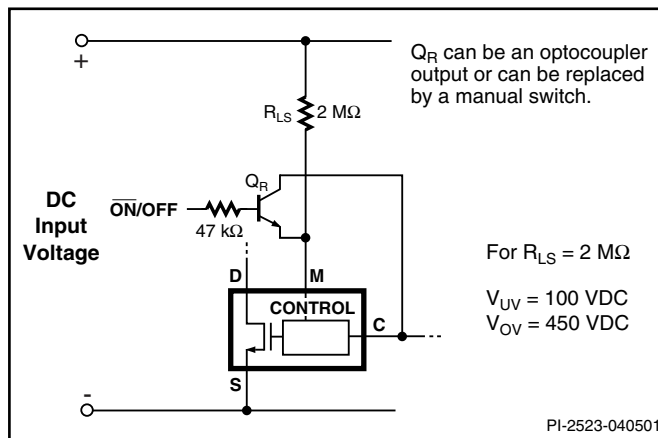 +
QR can be an optocoupler
output or can be replaced
by a manual switch.
RLS
2 MΩ
QR
DC
Input
Voltage
O̅N̅/OFF
47 kΩ
For RLS = 2 MΩ
VUV = 100 VDC
VOV = 450 VDC
D
M
CONTROL
C
S
-
PI-2523-040501